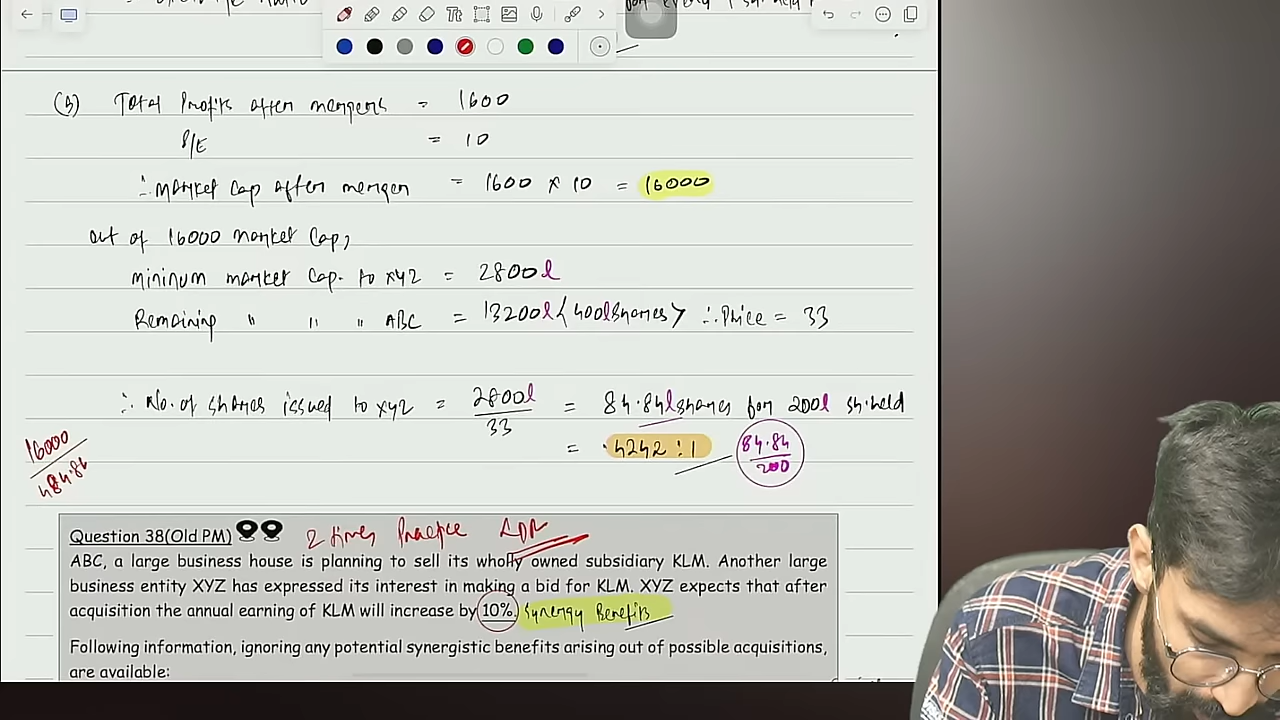 (b) Total Profits after mergers = 1600
P/E = 10
∴ Market Cap after merger = 1600 × 10 = 16000
out of 16000 market Cap,
minimum market Cap. to xyz = 2800l
Remaining " " " ABC = 13200l {400l shares} ∴ Price = 33
∴ No. of shares issued to xyz = 2800l / 33 = 84.84l shares for 200l sh. held
= .4242 : 1 84.84 / 200
16000 / 484.84
Question 38(Old PM) 2 times Practice
ABC, a large business house is planning to sell its wholly owned subsidiary KLM. Another large
business entity XYZ has expressed its interest in making a bid for KLM. XYZ expects that after
acquisition the annual earning of KLM will increase by 10%. Synergy Benefits
Following information, ignoring any potential synergistic benefits arising out of possible acquisitions,
are available: